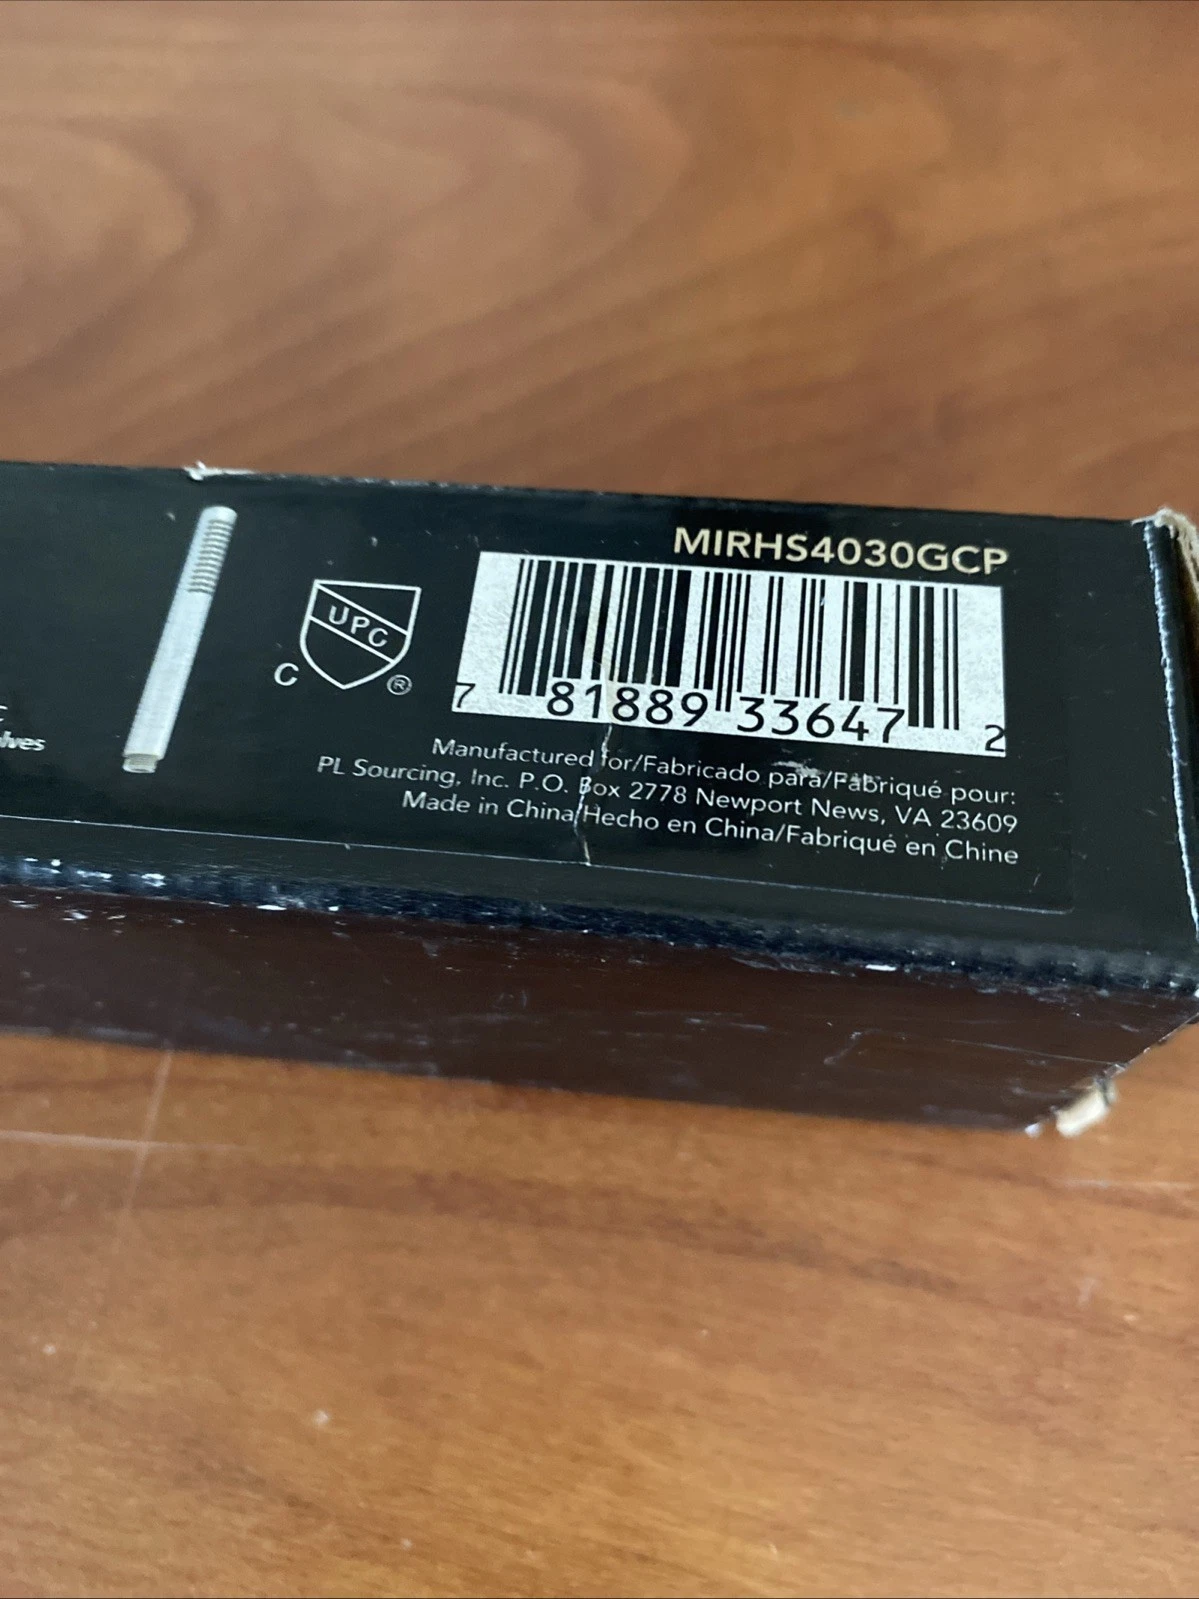 MIRHS4030GCP
UPC
C
®
7 81889 33647 2
Manufactured for/Fabricado para/Fabriqué pour:
PL Sourcing, Inc. P.O. Box 2778 Newport News, VA 23609
Made in China/Hecho en China/Fabriqué en Chine